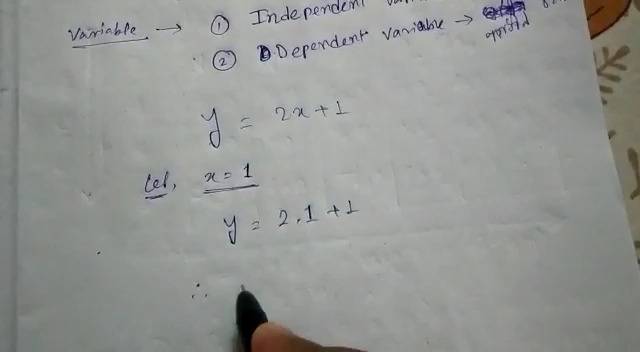 Variable → ① Independent
② Dependent Variable →
y = 2x+1
Let, x = 1
y = 2.1 +1
∴